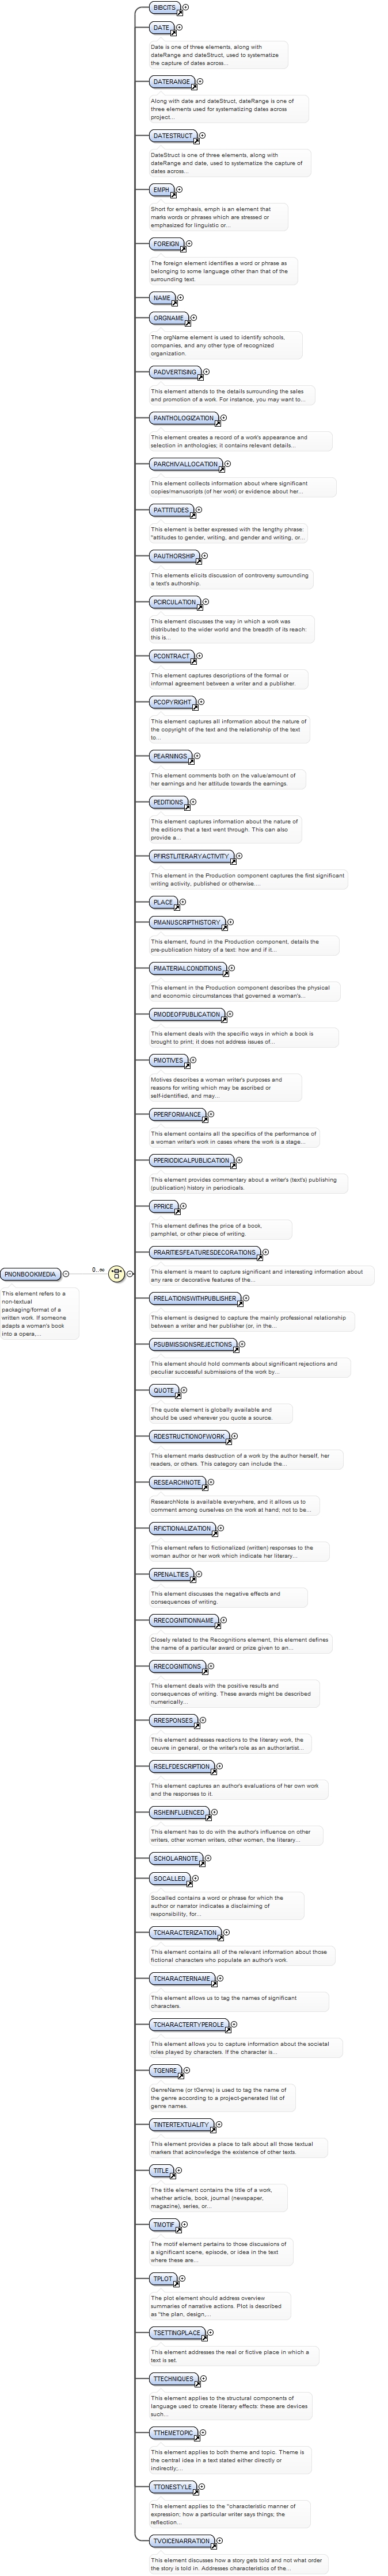 BIBCITS
DATE
Date is one of three elements, along with
dateRange and dateStruct, used to systematize
the capture of dates across...
DATERANGE
Along with date and dateStruct, dateRange is one of
three elements used for systematizing dates across
project...
DATESTRUCT
DateStruct is one of three elements, along with
dateRange and date, used to systematize the capture of
dates across...
EMPH
Short for emphasis, emph is an element that
marks words or phrases which are stressed or
emphasized for linguistic or...
FOREIGN
The foreign element identifies a word or phrase as
belonging to some language other than that of the
surrounding text.
NAME
ORGNAME
The orgName element is used to identify schools,
companies, and any other type of recognized
organization.
PADVERTISING
This element attends to the details surrounding the sales
and promotion of a work. For instance, you may want to...
PANTHOLOGIZATION
This element creates a record of a work's appearance and
selection in anthologies; it contains relevant details...
PARCHIVALLOCATION
This element collects information about where significant
copies/manuscripts (of her work) or evidence about her...
PATTITUDES
This element is better expressed with the lengthy phrase:
"attitudes to gender, writing, and gender and writing, or...
PAUTHORSHIP
This elements elicits discussion of controversy surrounding
a text's authorship.
PCIRCULATION
This element discusses the way in which a work was
distributed to the wider world and the breadth of its reach:
this is...
PCONTRACT
This element captures descriptions of the formal or
informal agreement between a writer and a publisher.
PCOPYRIGHT
This element captures all information about the nature of
the copyright of the text and the relationship of the text
to...
PEARNINGS
This element comments both on the value/amount of
her earnings and her attitude towards the earnings.
PEDITIONS
This element captures information about the nature of
the editions that a text went through. This can also
provide a...
PFIRSTLITERARYACTIVITY
This element in the Production component captures the first significant
writing activity, published or otherwise....
PLACE
PMANUSCRIPTHISTORY
This element, found in the Production component, details the
pre-publication history of a text: how and if it...
PMATERIALCONDITIONS
This element in the Production component describes the physical
and economic circumstances that governed a woman's...
PMODEOFPUBLICATION
This element deals with the specific ways in which a book is
brought to print; it does not address issues of...
PMOTIVES
Motives describes a woman writer's purposes and
reasons for writing which may be ascribed or
self-identified, and may...
PPERFORMANCE
This element contains all the specifics of the performance of
a woman writer's work in cases where the work is a stage...
PPERIODICALPUBLICATION
This element provides commentary about a writer's (text's) publishing
(publication) history in periodicals.
PPRICE
This element defines the price of a book,
pamphlet, or other piece of writing.
PNONBOOKMEDIA
0..∞
This element refers to a
non-textual
packaging/format of a
written work. If someone
adapts a woman's book
into a opera,...
PRARITIESFEATURESDECORATIONS
This element is meant to capture significant and interesting information about
any rare or decorative features of the...
PRELATIONSWITHPUBLISHER
This element is designed to capture the mainly professional relationship
between a writer and her publisher (or, in the...
PSUBMISSIONSREJECTIONS
This element should hold comments about significant rejections and
peculiar successful submissions of the work by...
QUOTE
The quote element is globally available and
should be used wherever you quote a source.
RDESTRUCTIONOFWORK
This element marks destruction of a work by the author herself, her
readers, or others. This category can include the...
RESEARCHNOTE
ResearchNote is available everywhere, and it allows us to
comment among ourselves on the work at hand; not to be...
RFICTIONALIZATION
This element refers to fictionalized (written) responses to the
woman author or her work which indicate her literary...
RPENALTIES
This element discusses the negative effects and
consequences of writing.
RRECOGNITIONNAME
Closely related to the Recognitions element, this element defines
the name of a particular award or prize given to an...
RRECOGNITIONS
This element deals with the positive results and
consequences of writing. These awards might be described
numerically...
RRESPONSES
This element addresses reactions to the literary work, the
oeuvre in general, or the writer's role as an author/artist...
RSELFDESCRIPTION
This element captures an author's evaluations of her own work
and the responses to it.
RSHEINFLUENCED
This element has to do with the author's influence on other
writers, other women writers, other women, the literary...
SCHOLARNOTE
SOCALLED
Socalled contains a word or phrase for which the
author or narrator indicates a disclaiming of
responsibility, for...
TCHARACTERIZATION
This element contains all of the relevant information about those
fictional characters who populate an author's work.
TCHARACTERNAME
This element allows us to tag the names of significant
characters.
TCHARACTERTYPEROLE
This element allows you to capture information about the societal
roles played by characters. If the character is...
TGENRE
GenreName (or tGenre) is used to tag the name of
the genre according to a project-generated list of
genre names.
TINTERTEXTUALITY
This element provides a place to talk about all those textual
markers that acknowledge the existence of other texts.
TITLE
The title element contains the title of a work,
whether article, book, journal (newspaper,
magazine), series, or...
TMOTIF
The motif element pertains to those discussions of
a significant scene, episode, or idea in the text
where these are...
TPLOT
The plot element should address overview
summaries of narrative actions. Plot is described
as "the plan, design,...
TSETTINGPLACE
This element addresses the real or fictive place in which a
text is set.
TTECHNIQUES
This element applies to the structural components of
language used to create literary effects: these are devices
such...
TTHEMETOPIC
This element applies to both theme and topic. Theme is
the central idea in a text stated either directly or
indirectly;...
TTONESTYLE
This element applies to the "characteristic manner of
expression; how a particular writer says things; the
reflection...
TVOICENARRATION
This element discusses how a story gets told and not what order
the story is told in. Addresses characteristics of the...